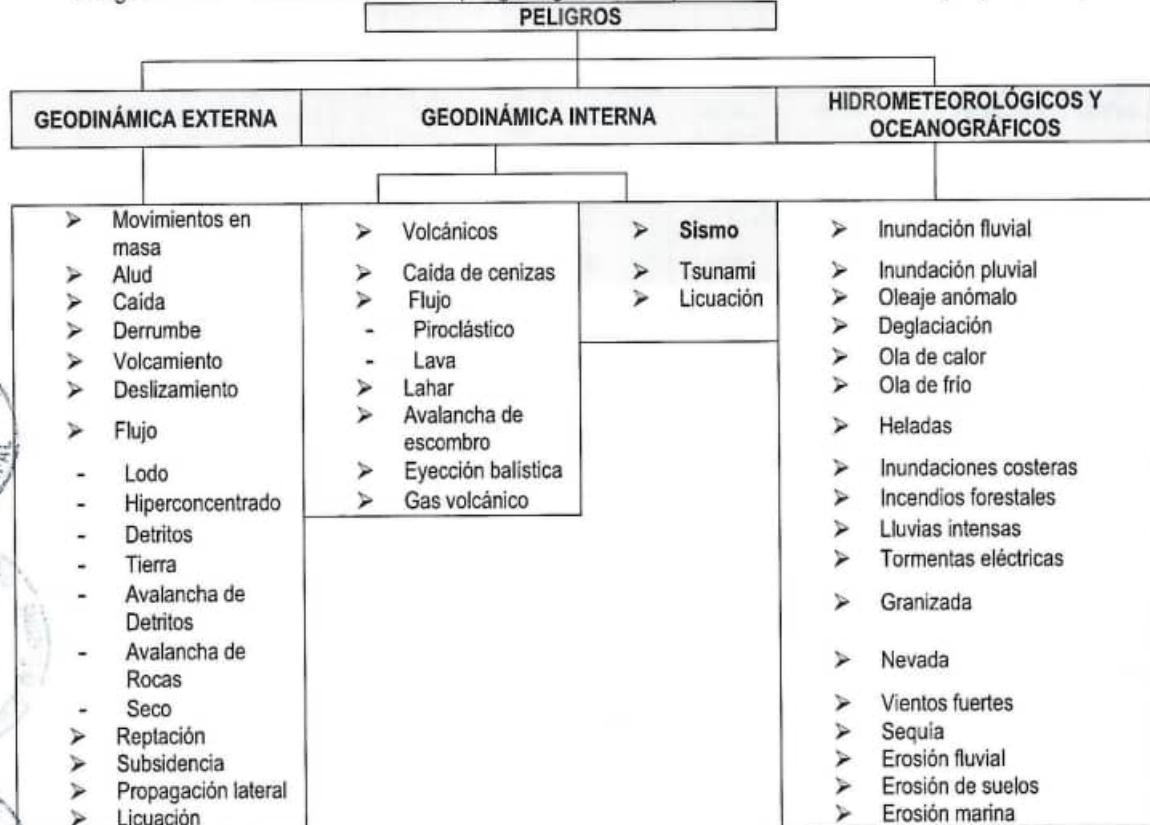 PELIGROS
GEODINÁMICA EXTERNA
GEODINÁMICA INTERNA
HIDROMETEOROLÓGICOS Y
OCEANOGRÁFICOS
➢ Movimientos en
masa
➢ Alud
➢ Caida
➢ Derrumbe
➢ Volcamiento
➢ Deslizamiento
➢ Flujo
- Lodo
- Hiperconcentrado
- Detritos
- Tierra
- Avalancha de
Detritos
- Avalancha de
Rocas
- Seco
➢ Reptación
➢ Subsidencia
➢ Propagación lateral
➢ Licuación
➢ Volcánicos
➢ Caida de cenizas
➢ Flujo
- Piroclástico
- Lava
➢ Lahar
➢ Avalancha de
escombro
➢ Eyección balística
➢ Gas volcánico
➢ Sismo
➢ Tsunami
➢ Licuación
➢ Inundación fluvial
➢ Inundación pluvial
➢ Oleaje anómalo
➢ Deglaciación
➢ Ola de calor
➢ Ola de frío
➢ Heladas
➢ Inundaciones costeras
➢ Incendios forestales
➢ Lluvias intensas
➢ Tormentas eléctricas
➢ Granizada
➢ Nevada
➢ Vientos fuertes
➢ Sequia
➢ Erosión fluvial
➢ Erosión de suelos
➢ Erosión marina